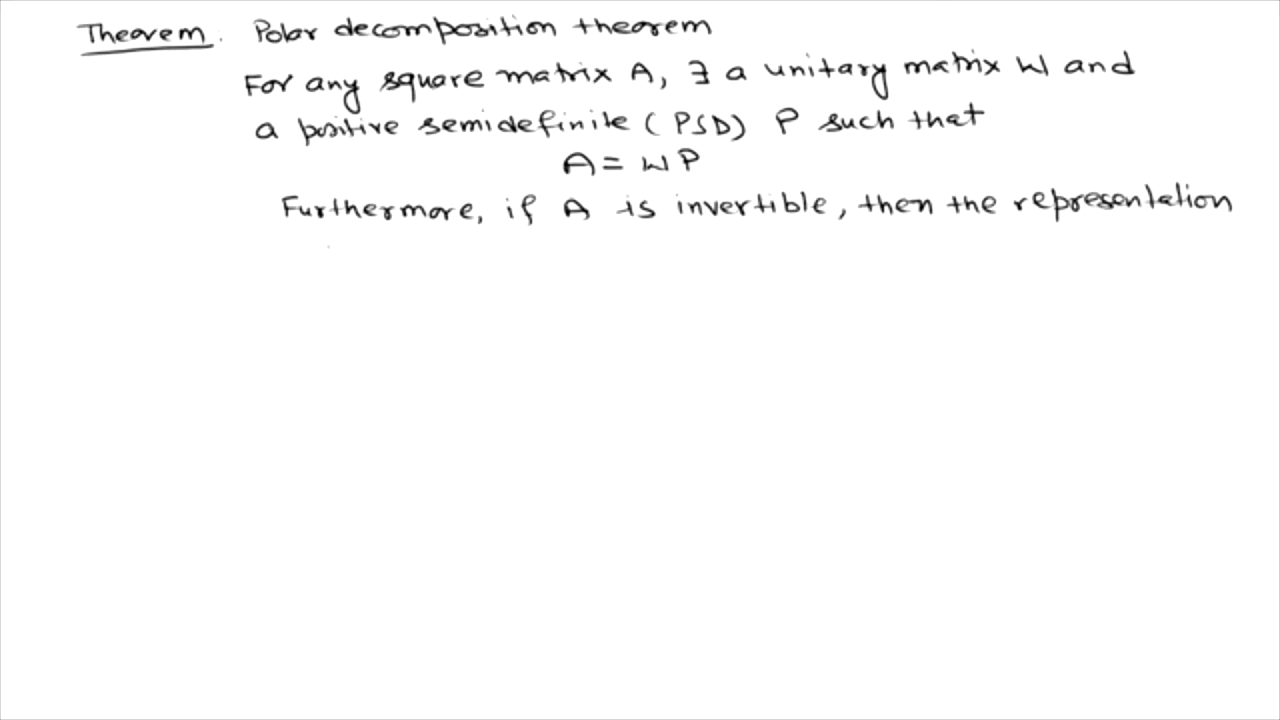 Theorem. Polar decomposition theorem
For any square matrix A, ∃ a unitary matrix W and
a positive semidefinite (PSD) P such that
A = WP
Furthermore, if A is invertible, then the representation